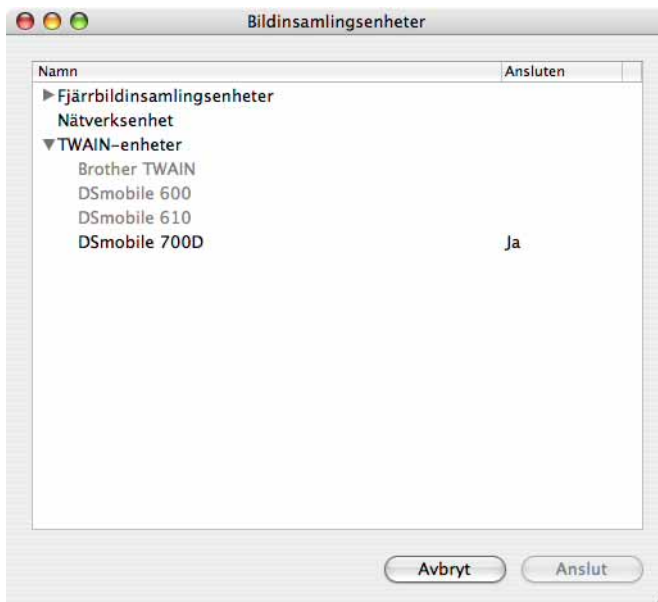 Bildinsamlingsenheter
Namn Ansluten
Fjärrbildinsamlingsenheter
Nätverksenhet
TWAIN-enheter
Brother TWAIN
DSmobile 600
DSmobile 610
DSmobile 700D Ja
Avbryt Anslut